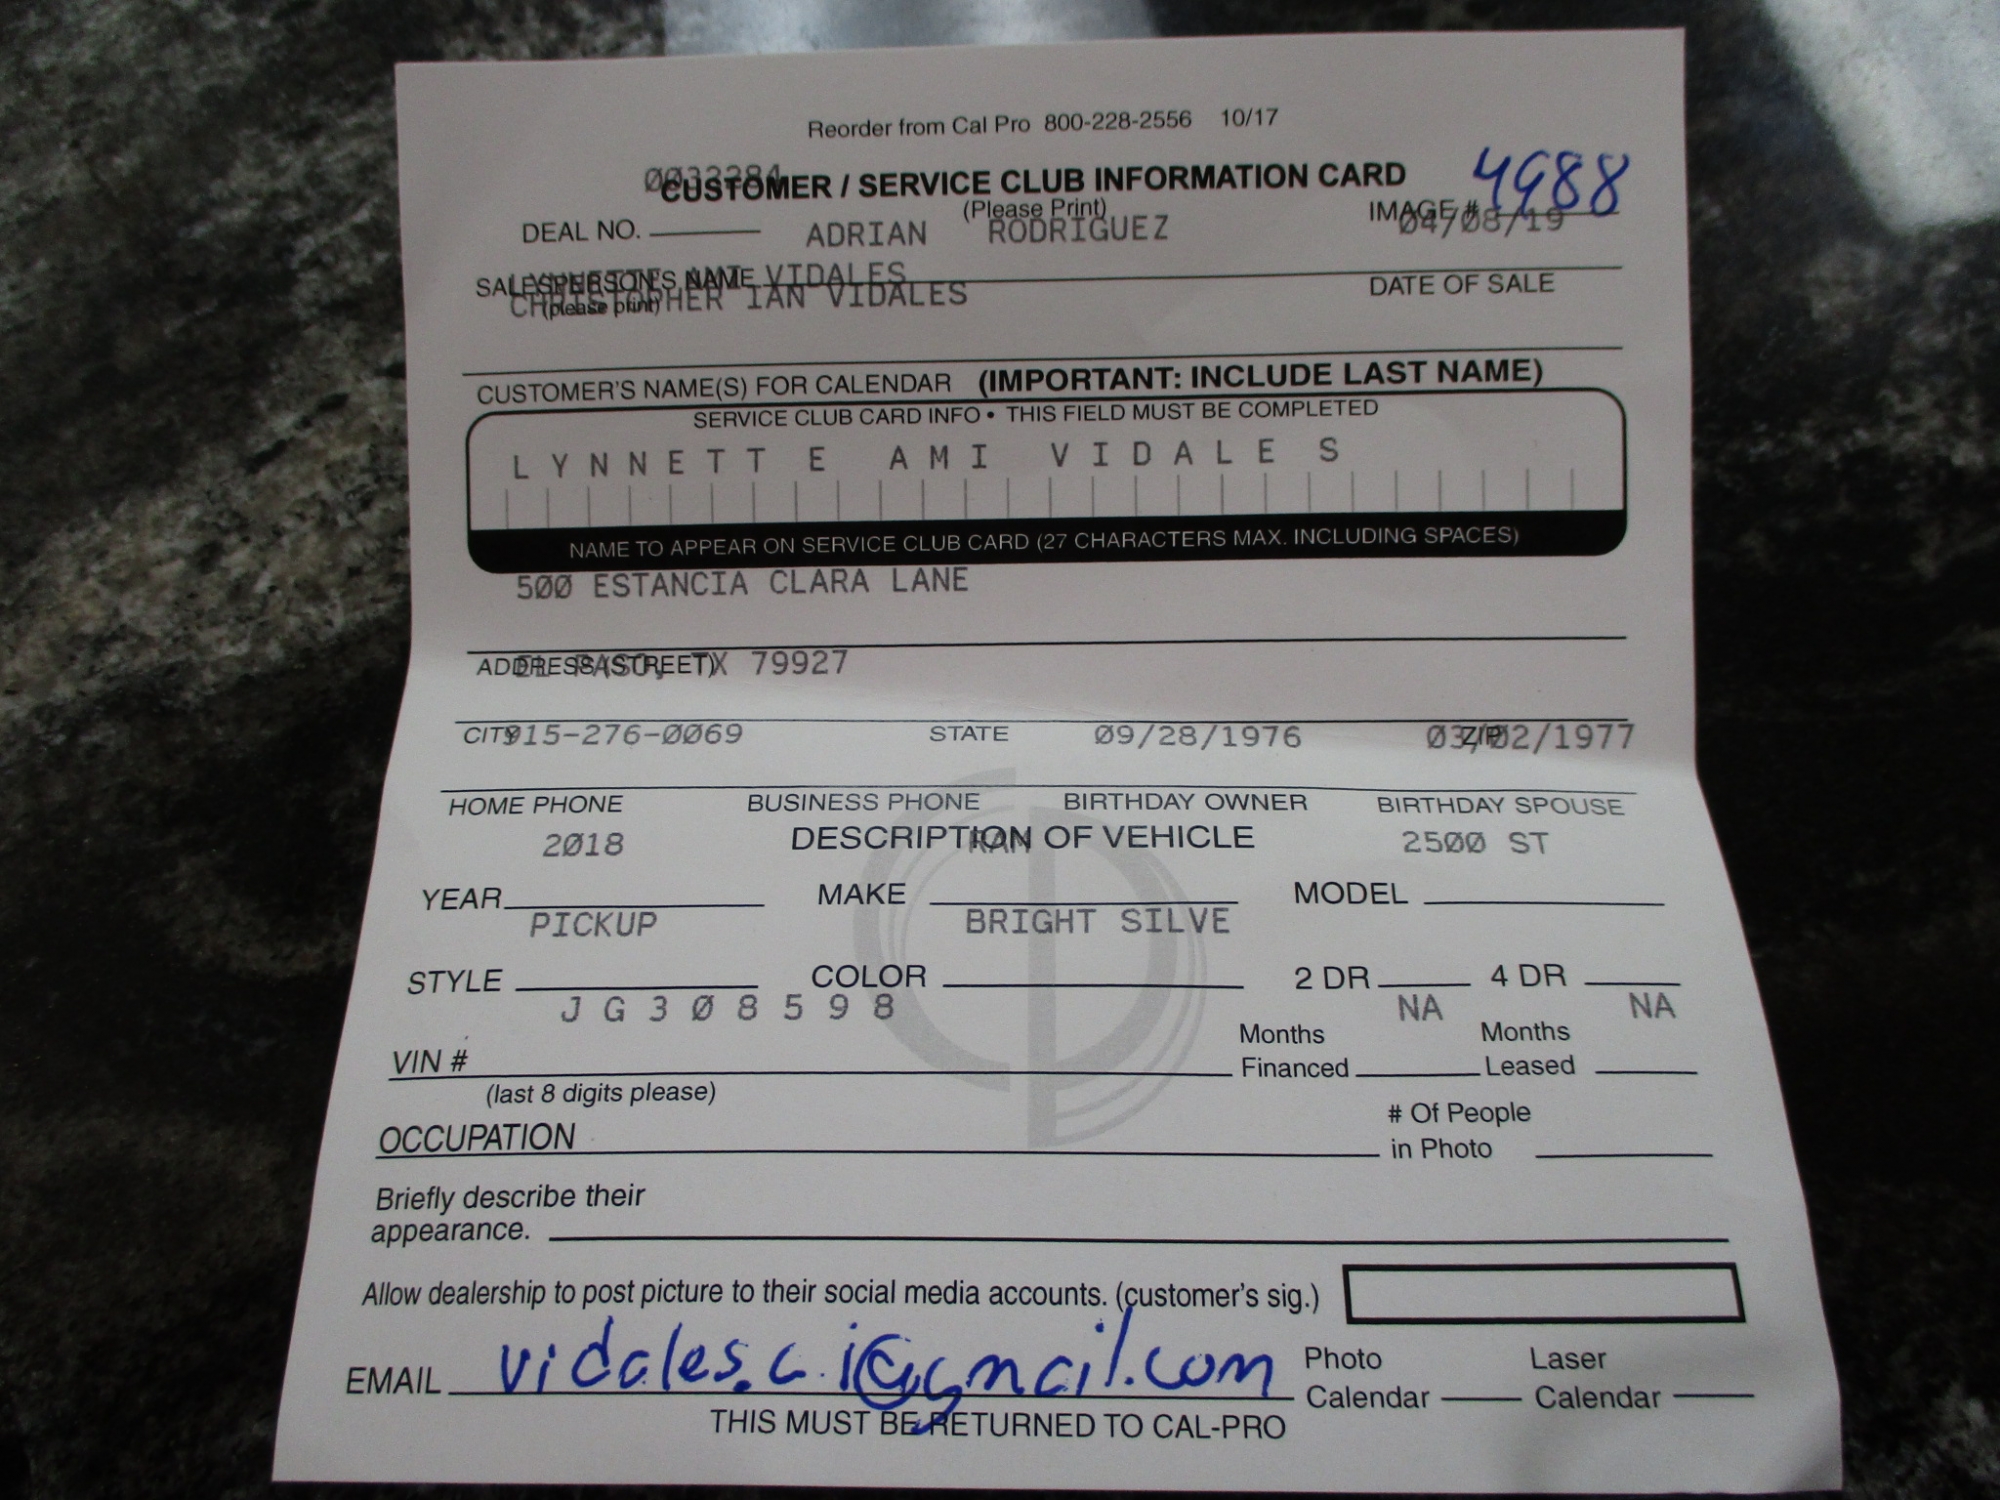 Reorder from Cal Pro 800-228-2556 10/17
0033284
CUSTOMER / SERVICE CLUB INFORMATION CARD
4988
(Please Print)
DEAL NO. ADRIAN RODRIGUEZ IMAGE #
04/08/19
LYNNETTE AMI VIDALES
SALESPERSON'S NAME DATE OF SALE
CHRISTOPHER IAN VIDALES
(please print)
CUSTOMER'S NAME(S) FOR CALENDAR (IMPORTANT: INCLUDE LAST NAME)
SERVICE CLUB CARD INFO • THIS FIELD MUST BE COMPLETED
LYNNETTE AMI VIDALES
NAME TO APPEAR ON SERVICE CLUB CARD (27 CHARACTERS MAX. INCLUDING SPACES)
500 ESTANCIA CLARA LANE
EL PASO, TX 79927
ADDRESS (STREET)
915-276-0069 09/28/1976 03/02/1977
CITY STATE ZIP
HOME PHONE BUSINESS PHONE BIRTHDAY OWNER BIRTHDAY SPOUSE
DESCRIPTION OF VEHICLE
2018 RAM 2500 ST
YEAR MAKE MODEL
PICKUP BRIGHT SILVE
STYLE COLOR 2 DR 4 DR
JG308598 NA NA
Months Months
VIN # Financed Leased
(last 8 digits please)
# Of People
OCCUPATION in Photo
Briefly describe their
appearance.
Allow dealership to post picture to their social media accounts. (customer's sig.)
Photo Laser
EMAIL vidales.c.i@gmail.com Calendar Calendar
THIS MUST BE RETURNED TO CAL-PRO